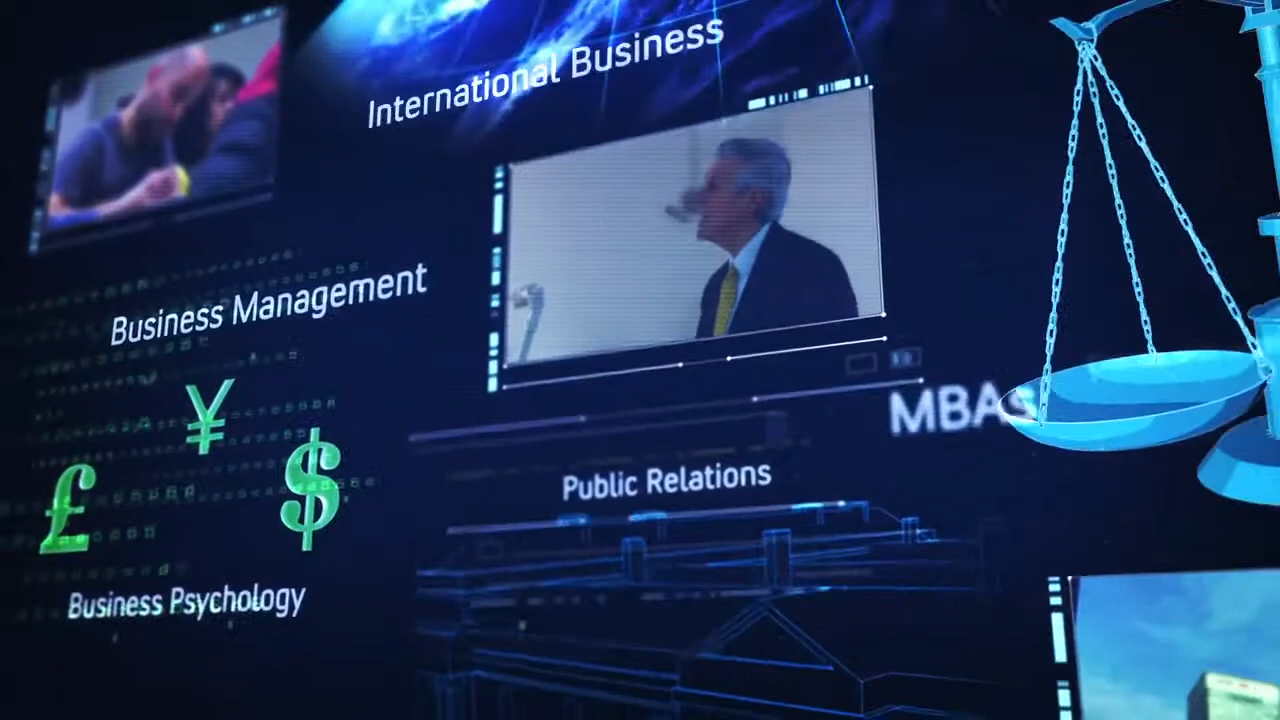 International Business
Business Management
¥
£
$
MBAs
Public Relations
Business Psychology